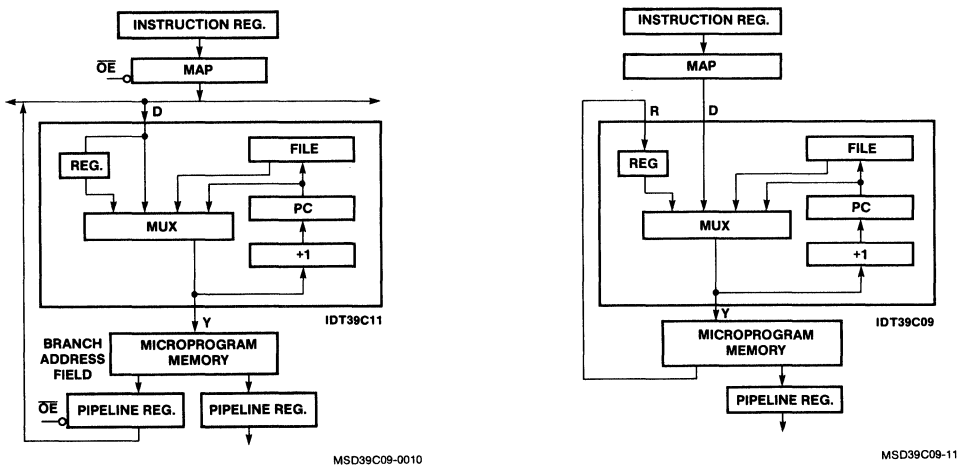 INSTRUCTION REG.
OE
MAP
D
REG.
FILE
MUX
PC
+1
IDT39C11
Y
BRANCH
ADDRESS
FIELD
MICROPROGRAM
MEMORY
OE
PIPELINE REG.
PIPELINE REG.
MSD39C09-0010
INSTRUCTION REG.
MAP
R
D
REG
FILE
MUX
PC
+1
IDT39C09
Y
MICROPROGRAM
MEMORY
PIPELINE REG.
MSD39C09-11